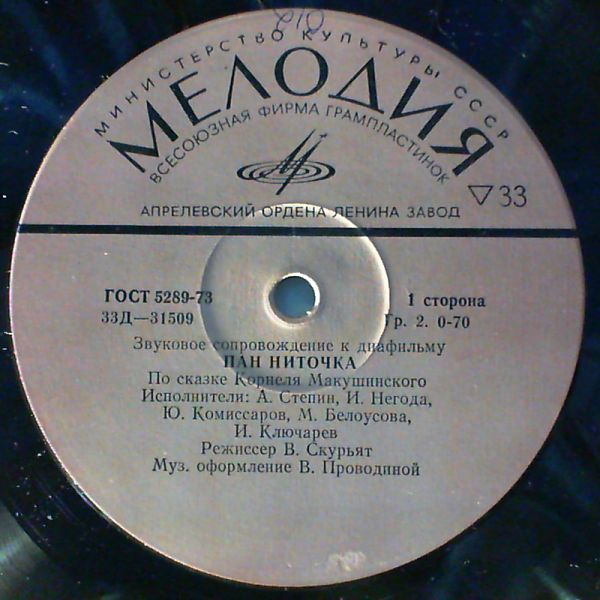 МИНИСТЕРСТВО КУЛЬТУРЫ СССР
МЕЛОДИЯ
ВСЕСОЮЗНАЯ ФИРМА ГРАМПЛАСТИНОК
▽33
АПРЕЛЕВСКИЙ ОРДЕНА ЛЕНИНА ЗАВОД
ГОСТ 5289-73
1 сторона
33Д—31509
Гр. 2. 0-70
Звуковое сопровождение к диафильму
ПАН НИТОЧКА
По сказке Корнеля Макушинского
Исполнители: А. Степин, И. Негода,
Ю. Комиссаров, М. Белоусова,
И. Ключарев
Режиссер В. Скурьят
Муз. оформление В. Проводиной